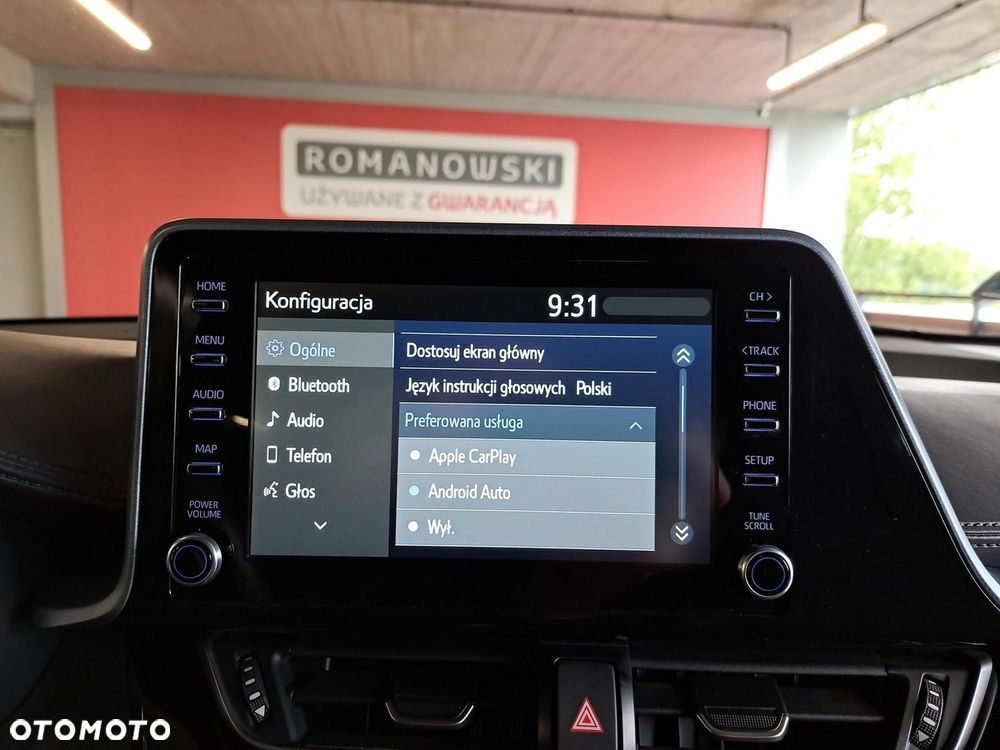 ROMANOWSKI
UŻYWANE Z GWARANCJĄ
HOME
MENU
AUDIO
MAP
POWER
VOLUME
Konfiguracja
9:31
Ogólne
Bluetooth
Audio
Telefon
Głos
Dostosuj ekran główny
Język instrukcji głosowych Polski
Preferowana usługa
Apple CarPlay
Android Auto
Wył.
CH >
< TRACK
PHONE
SETUP
TUNE
SCROLL
OTOMOTO